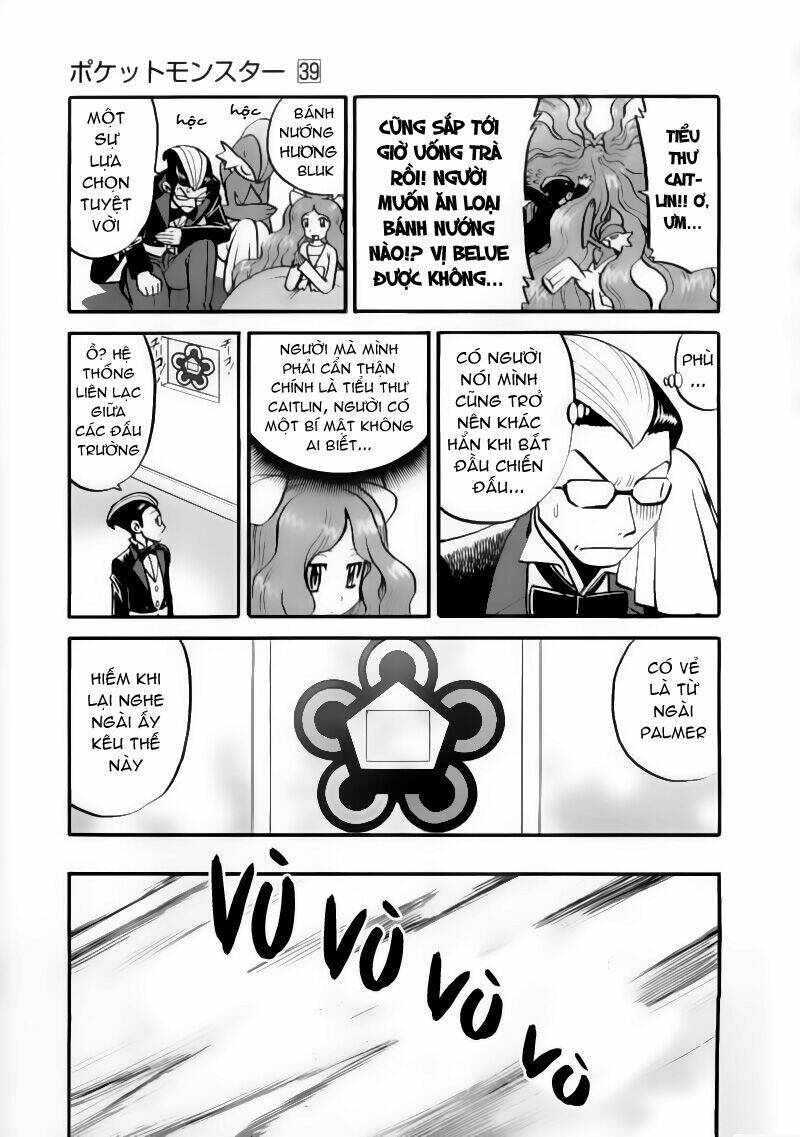 ポケットモンスター 39
TIỂU
THƯ
CAIT-
LIN!! Ơ,
ƯM...
CŨNG SẮP TỚI
GIỜ UỐNG TRÀ
RỒI! NGƯỜI
MUỐN ĂN LOẠI
BÁNH NƯỚNG
NÀO!? VỊ BELUE
ĐƯỢC KHÔNG...
BÁNH
NƯỚNG
HƯƠNG
BLUK
hộc
hộc
MỘT
SỰ
LỰA
CHỌN
TUYỆT
VỜI
PHÙ
...
CÓ NGƯỜI
NÓI MÌNH
CŨNG TRỞ
NÊN KHÁC
HẲN KHI BẮT
ĐẦU CHIẾN
ĐẤU...
NGƯỜI MÀ MÌNH
PHẢI CẨN THẬN
CHÍNH LÀ TIỂU THƯ
CAITLIN, NGƯỜI CÓ
MỘT BÍ MẬT KHÔNG
AI BIẾT...
Ồ? HỆ
THỐNG
LIÊN LẠC
GIỮA
CÁC ĐẤU
TRƯỜNG
CÓ VẺ
LÀ TỪ
NGÀI
PALMER
HIẾM KHI
LẠI NGHE
NGÀI ẤY
KÊU THẾ
NÀY
VÙ VÙ VÙ VÙ